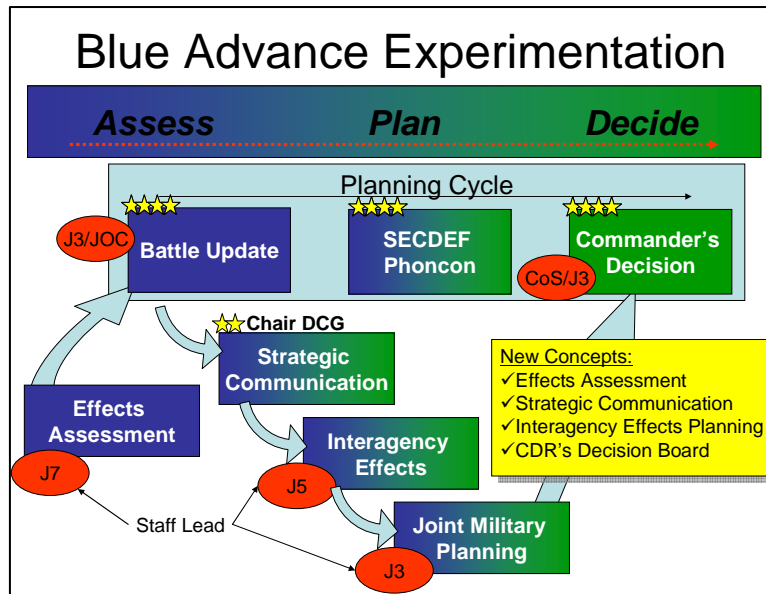 Blue Advance Experimentation
Assess Plan Decide
Planning Cycle
J3/JOC
Battle Update
SECDEF
Phoncon
Commander's
Decision
CoS/J3
Chair DCG
Strategic
Communication
New Concepts:
✓Effects Assessment
✓Strategic Communication
✓Interagency Effects Planning
✓CDR's Decision Board
Effects
Assessment
J7
Interagency
Effects
J5
Staff Lead
Joint Military
Planning
J3